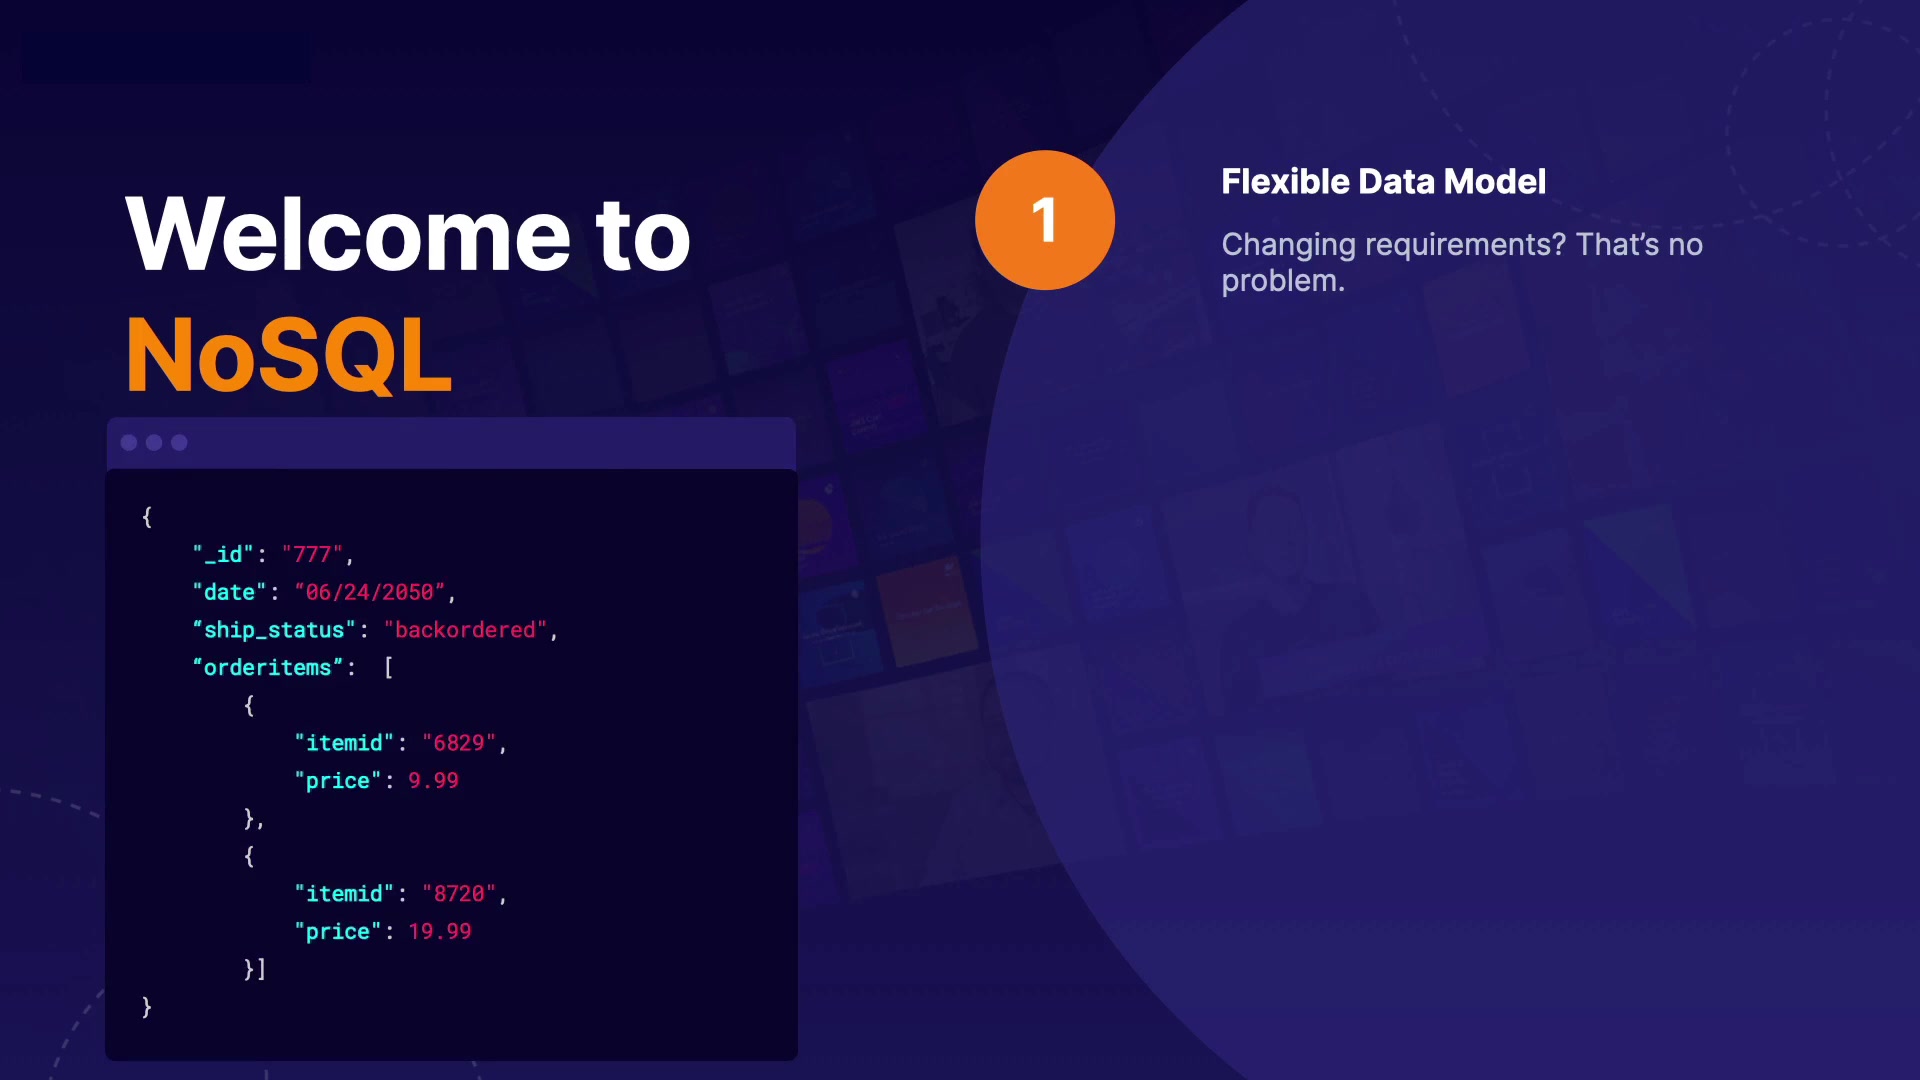 Welcome to
NoSQL
{
"_id": "777",
"date": “06/24/2050”,
“ship_status": "backordered",
“orderitems”: [
{
"itemid": "6829",
"price": 9.99
},
{
"itemid": "8720",
"price": 19.99
}]
}
1
Flexible Data Model
Changing requirements? That’s no
problem.